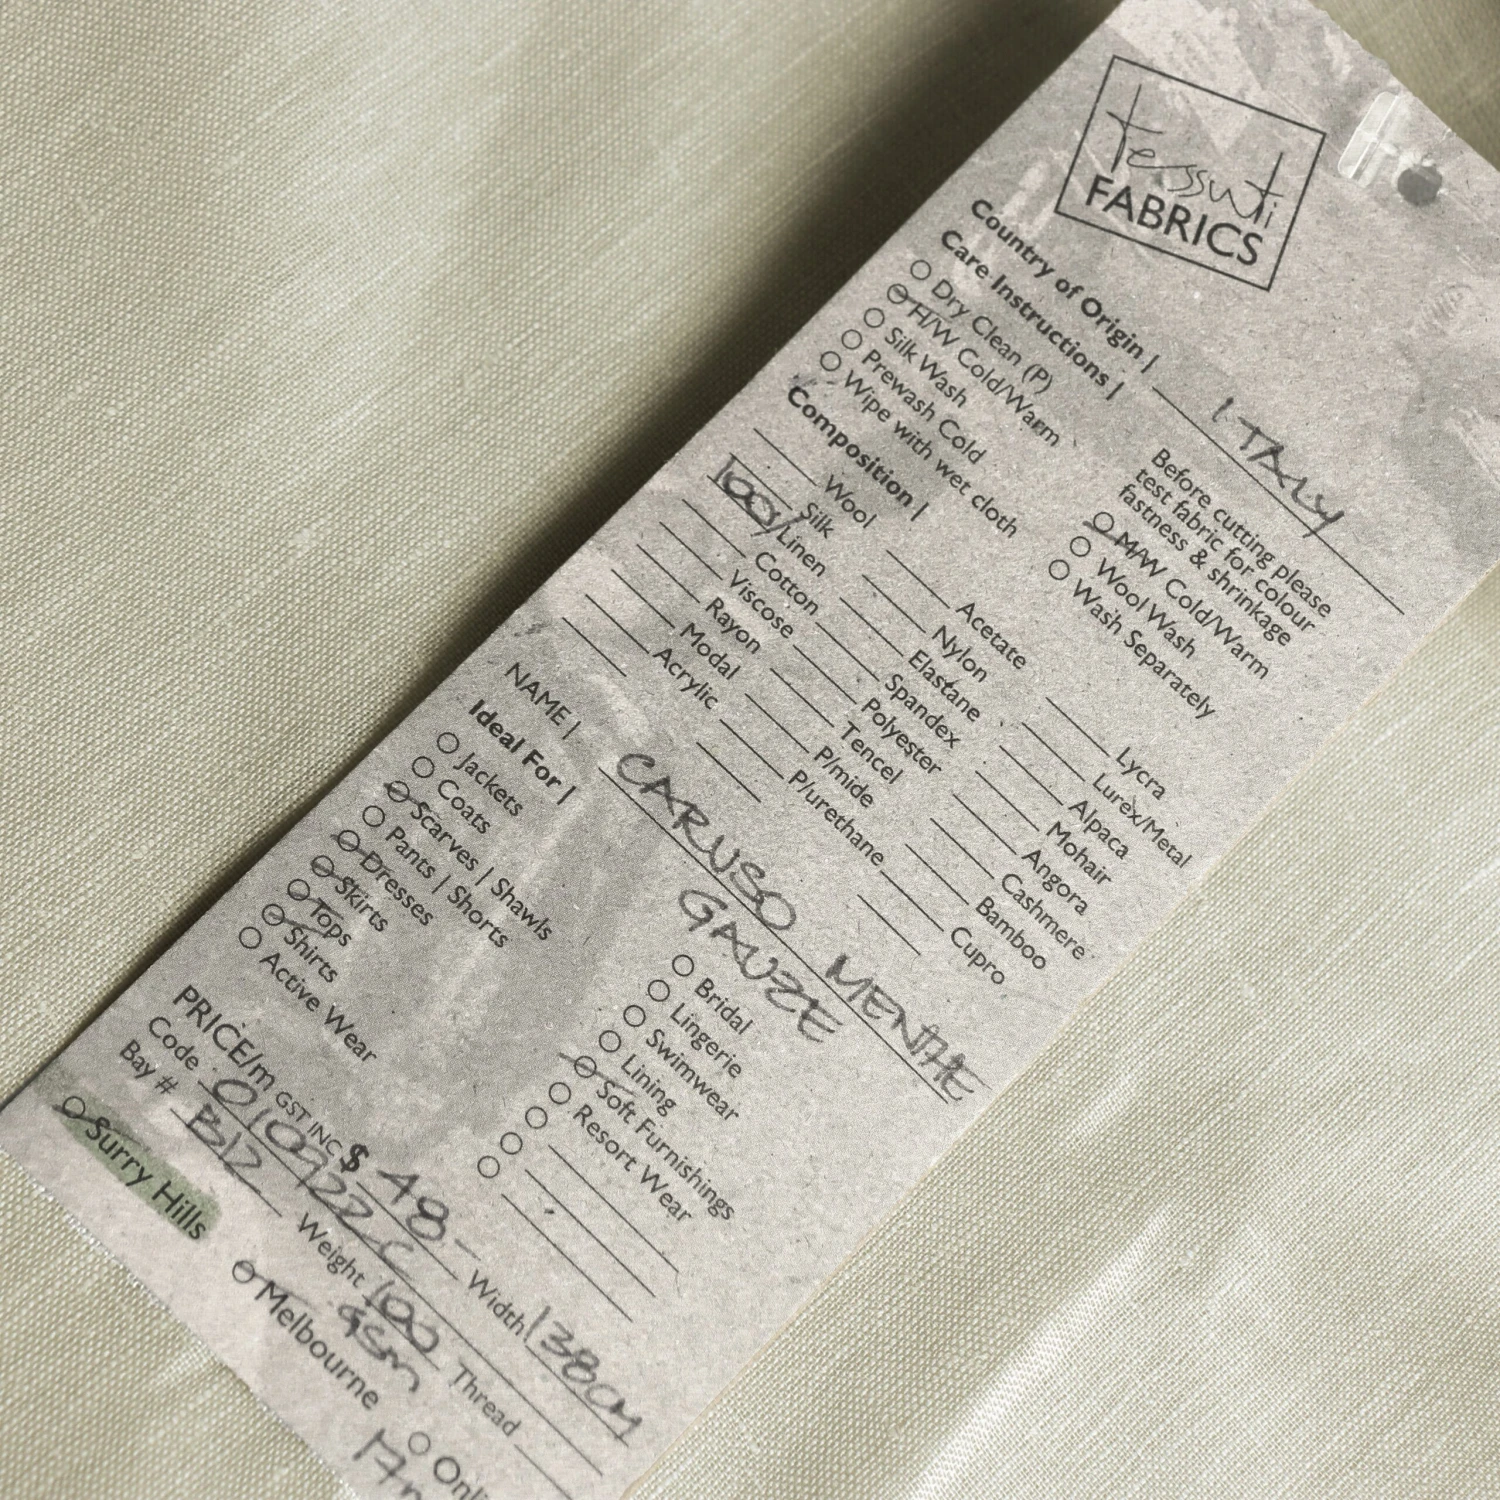 tessuti
FABRICS
Country of Origin | ITALY
Care Instructions |
Dry Clean (P)
H/W Cold/Warm
Silk Wash
Prewash Cold
Wipe with wet cloth
Before cutting please
test fabric for colour
fastness & shrinkage
M/W Cold/Warm
Wool Wash
Wash Separately
Composition |
Wool
Silk
100% Linen
Cotton
Viscose
Rayon
Modal
Acrylic
Acetate
Nylon
Elastane
Spandex
Polyester
Tencel
P/mide
P/urethane
Lycra
Lurex/Metal
Alpaca
Mohair
Angora
Cashmere
Bamboo
Cupro
NAME | CARUSO MENTHE
GAUZE
Ideal For |
Jackets
Coats
Scarves | Shawls
Pants | Shorts
Dresses
Skirts
Tops
Shirts
Active Wear
Bridal
Lingerie
Swimwear
Lining
Soft Furnishings
Resort Wear
PRICE/m GST INC $ 48- Width 138CM
Code Weight 100 Thread
gsm
Bay # B12
Surry Hills
Melbourne